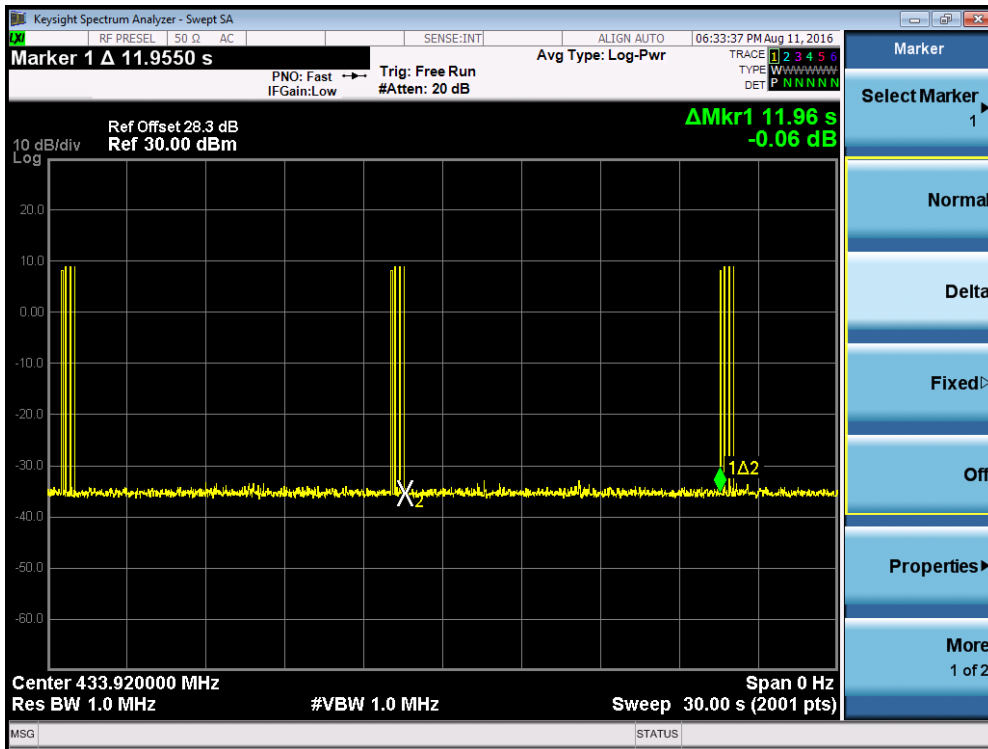 Keysight Spectrum Analyzer - Swept SA
LXI RF PRESEL 50 Ω AC SENSE:INT ALIGN AUTO 06:33:37 PM Aug 11, 2016
Marker 1 Δ 11.9550 s
PNO: Fast
IFGain:Low
Trig: Free Run
#Atten: 20 dB
Avg Type: Log-Pwr
TRACE 1 2 3 4 5 6
TYPE WWWWWW
DET P N N N N N
Ref Offset 28.3 dB
Ref 30.00 dBm
10 dB/div
Log
ΔMkr1 11.96 s
-0.06 dB
20.0
10.0
0.00
-10.0
-20.0
-30.0
-40.0
-50.0
-60.0
1Δ2
X2
Center 433.920000 MHz
Span 0 Hz
Res BW 1.0 MHz
#VBW 1.0 MHz
Sweep 30.00 s (2001 pts)
MSG
STATUS
Marker
Select Marker
1
Normal
Delta
Fixed
Off
Properties
More
1 of 2